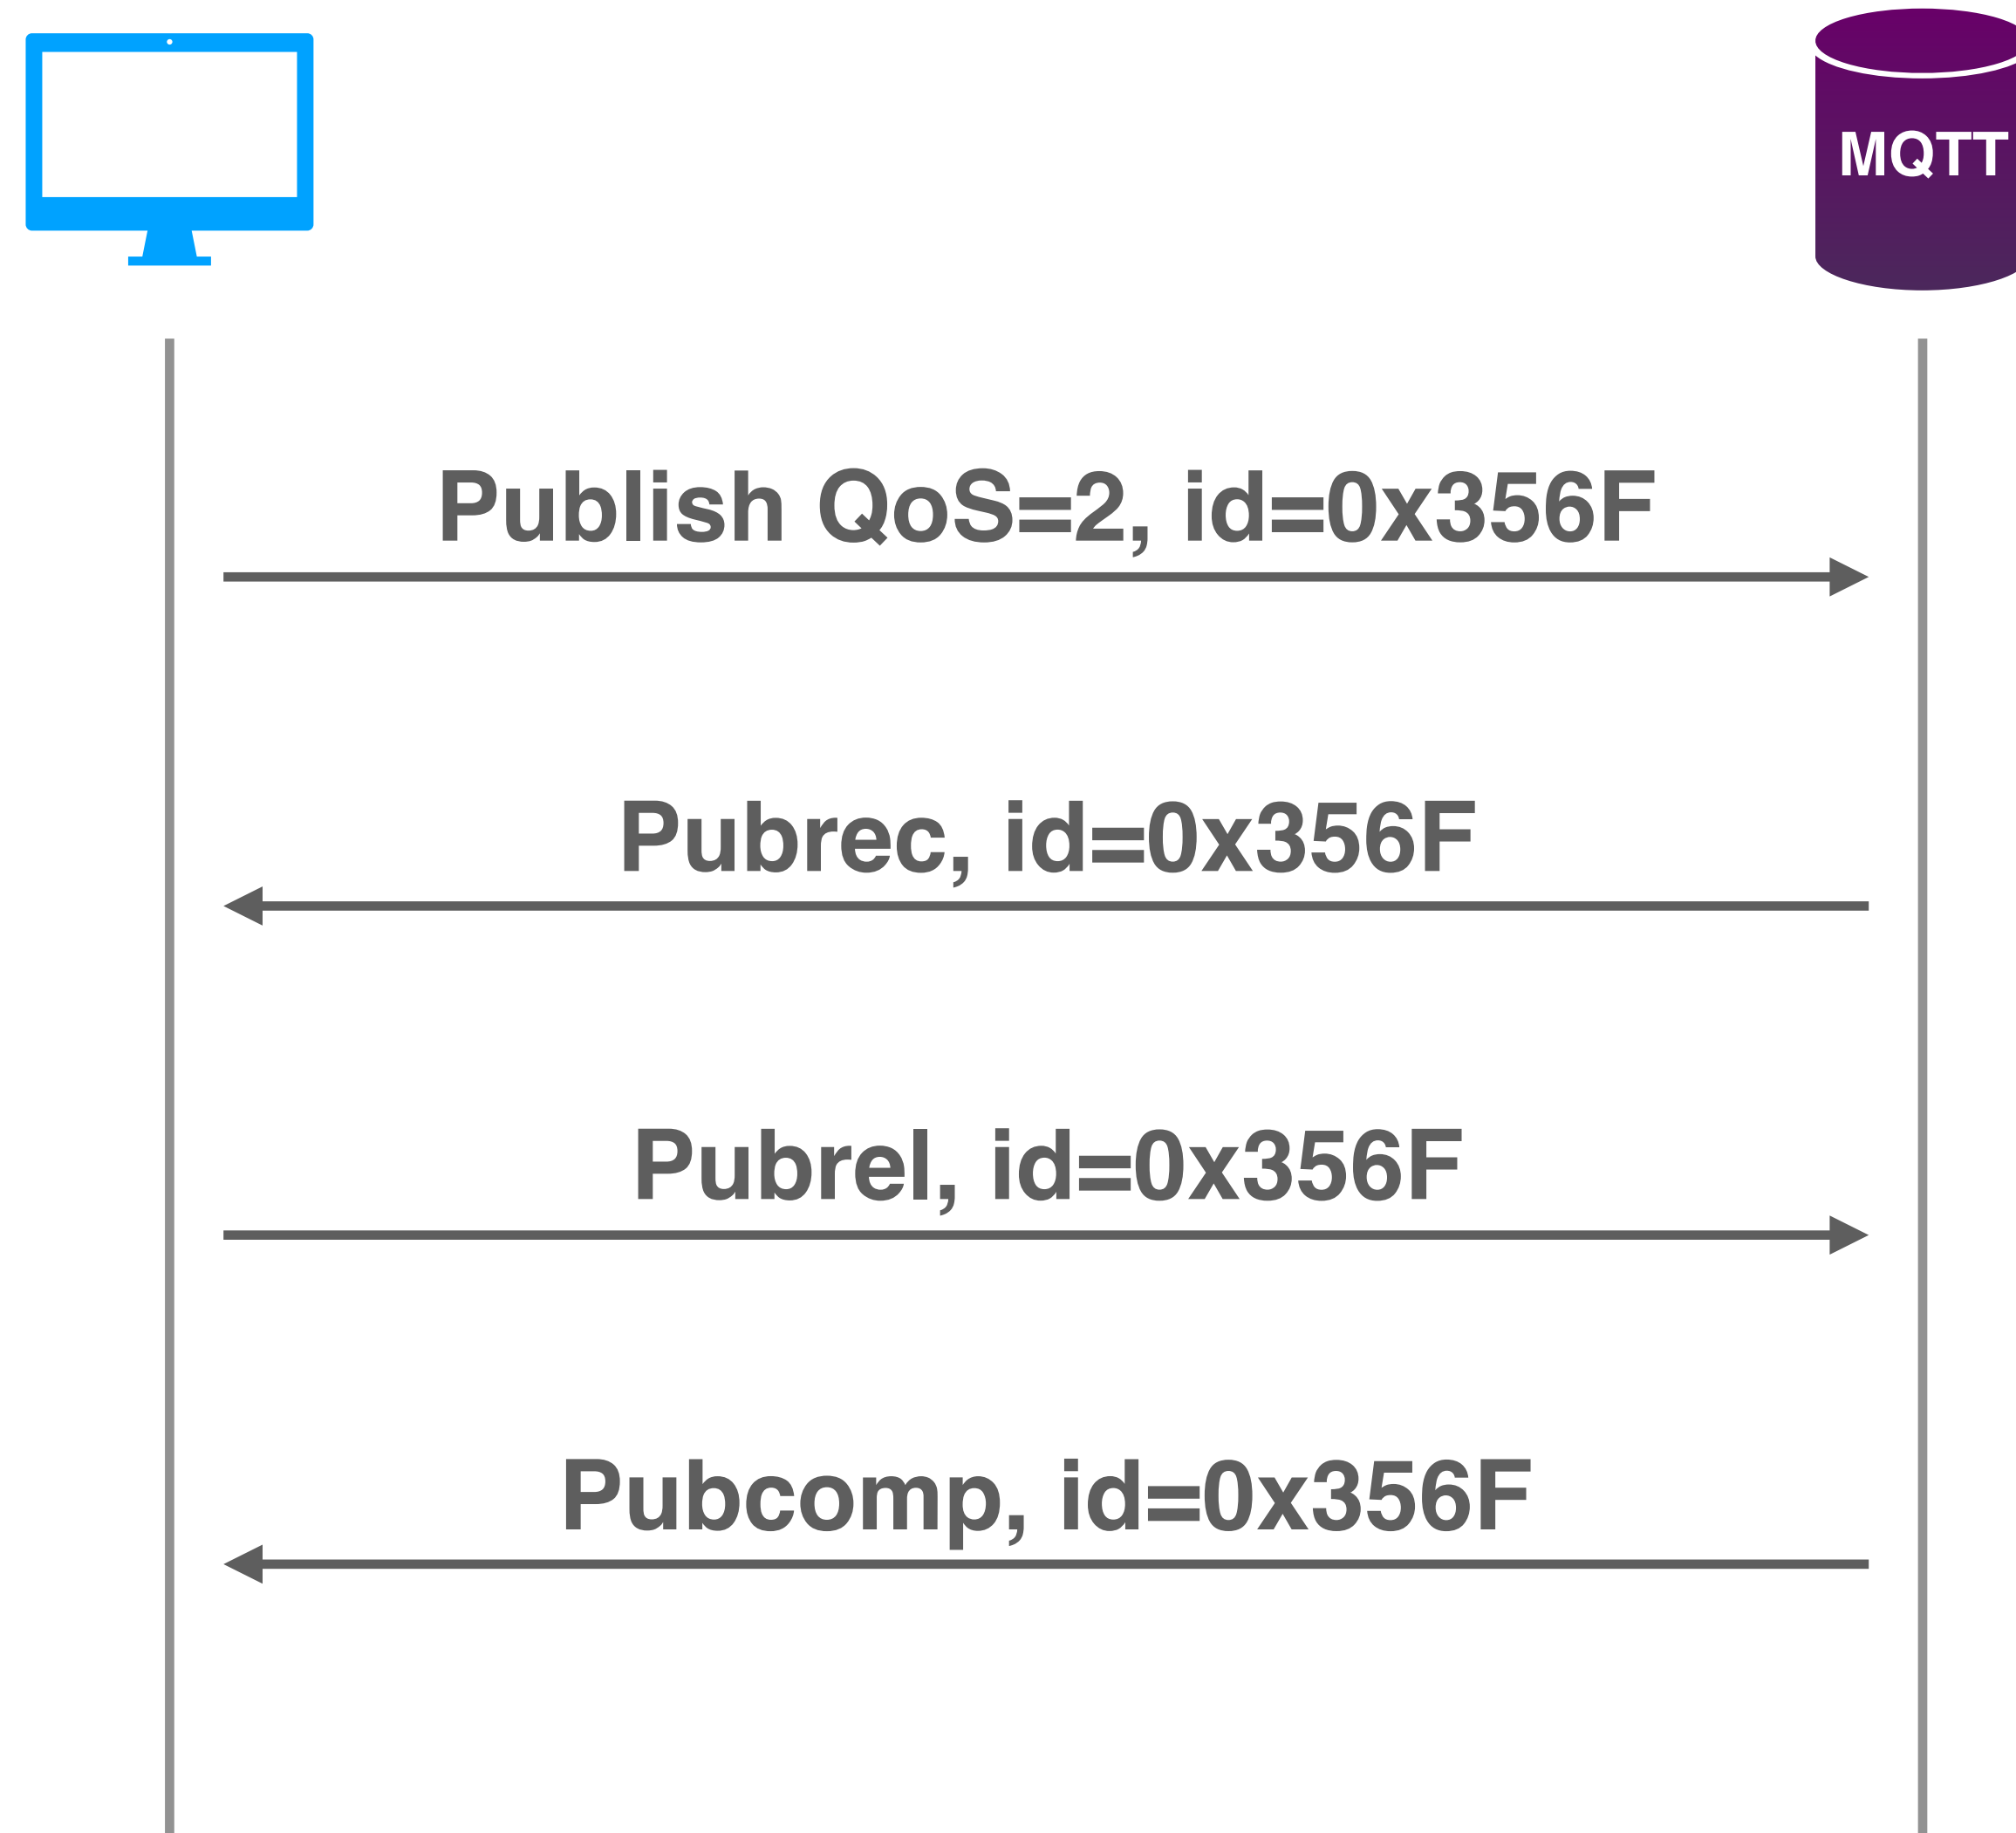 MQTT
Publish QoS=2, id=0x356F
Pubrec, id=0x356F
Pubrel, id=0x356F
Pubcomp, id=0x356F